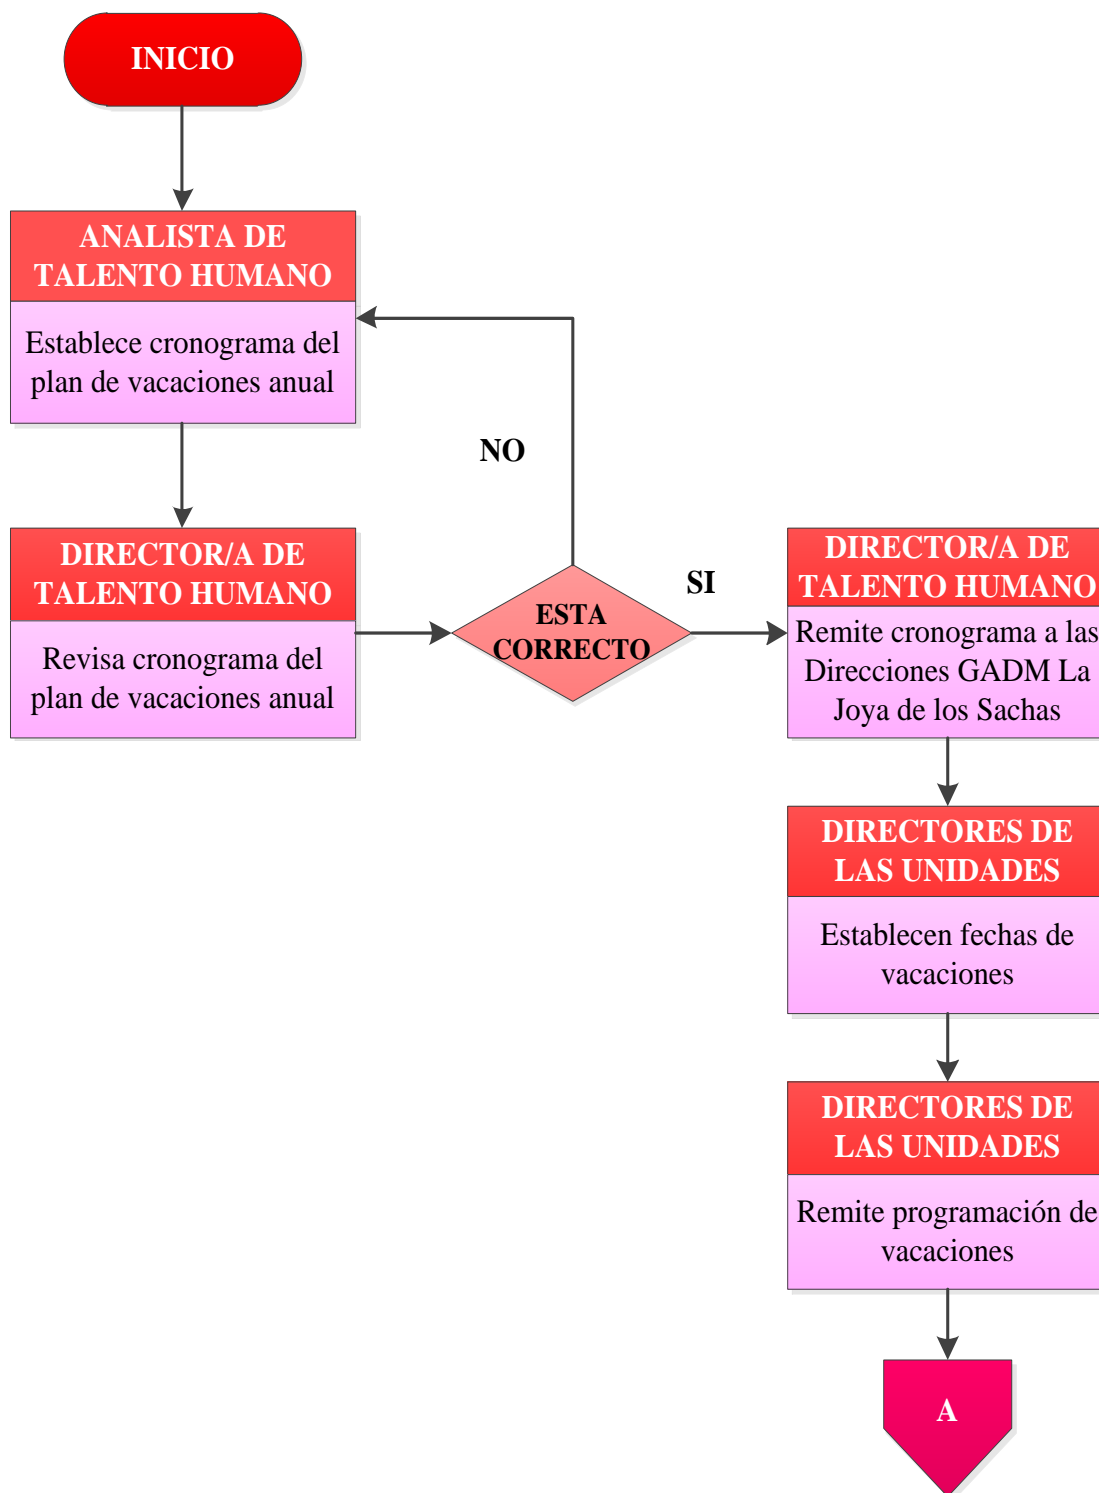 INICIO
ANALISTA DE
TALENTO HUMANO
Establece cronograma del
plan de vacaciones anual
NO
DIRECTOR/A DE
TALENTO HUMANO
Revisa cronograma del
plan de vacaciones anual
ESTA
CORRECTO
SI
DIRECTOR/A DE
TALENTO HUMANO
Remite cronograma a las
Direcciones GADM La
Joya de los Sachas
DIRECTORES DE
LAS UNIDADES
Establecen fechas de
vacaciones
DIRECTORES DE
LAS UNIDADES
Remite programación de
vacaciones
A